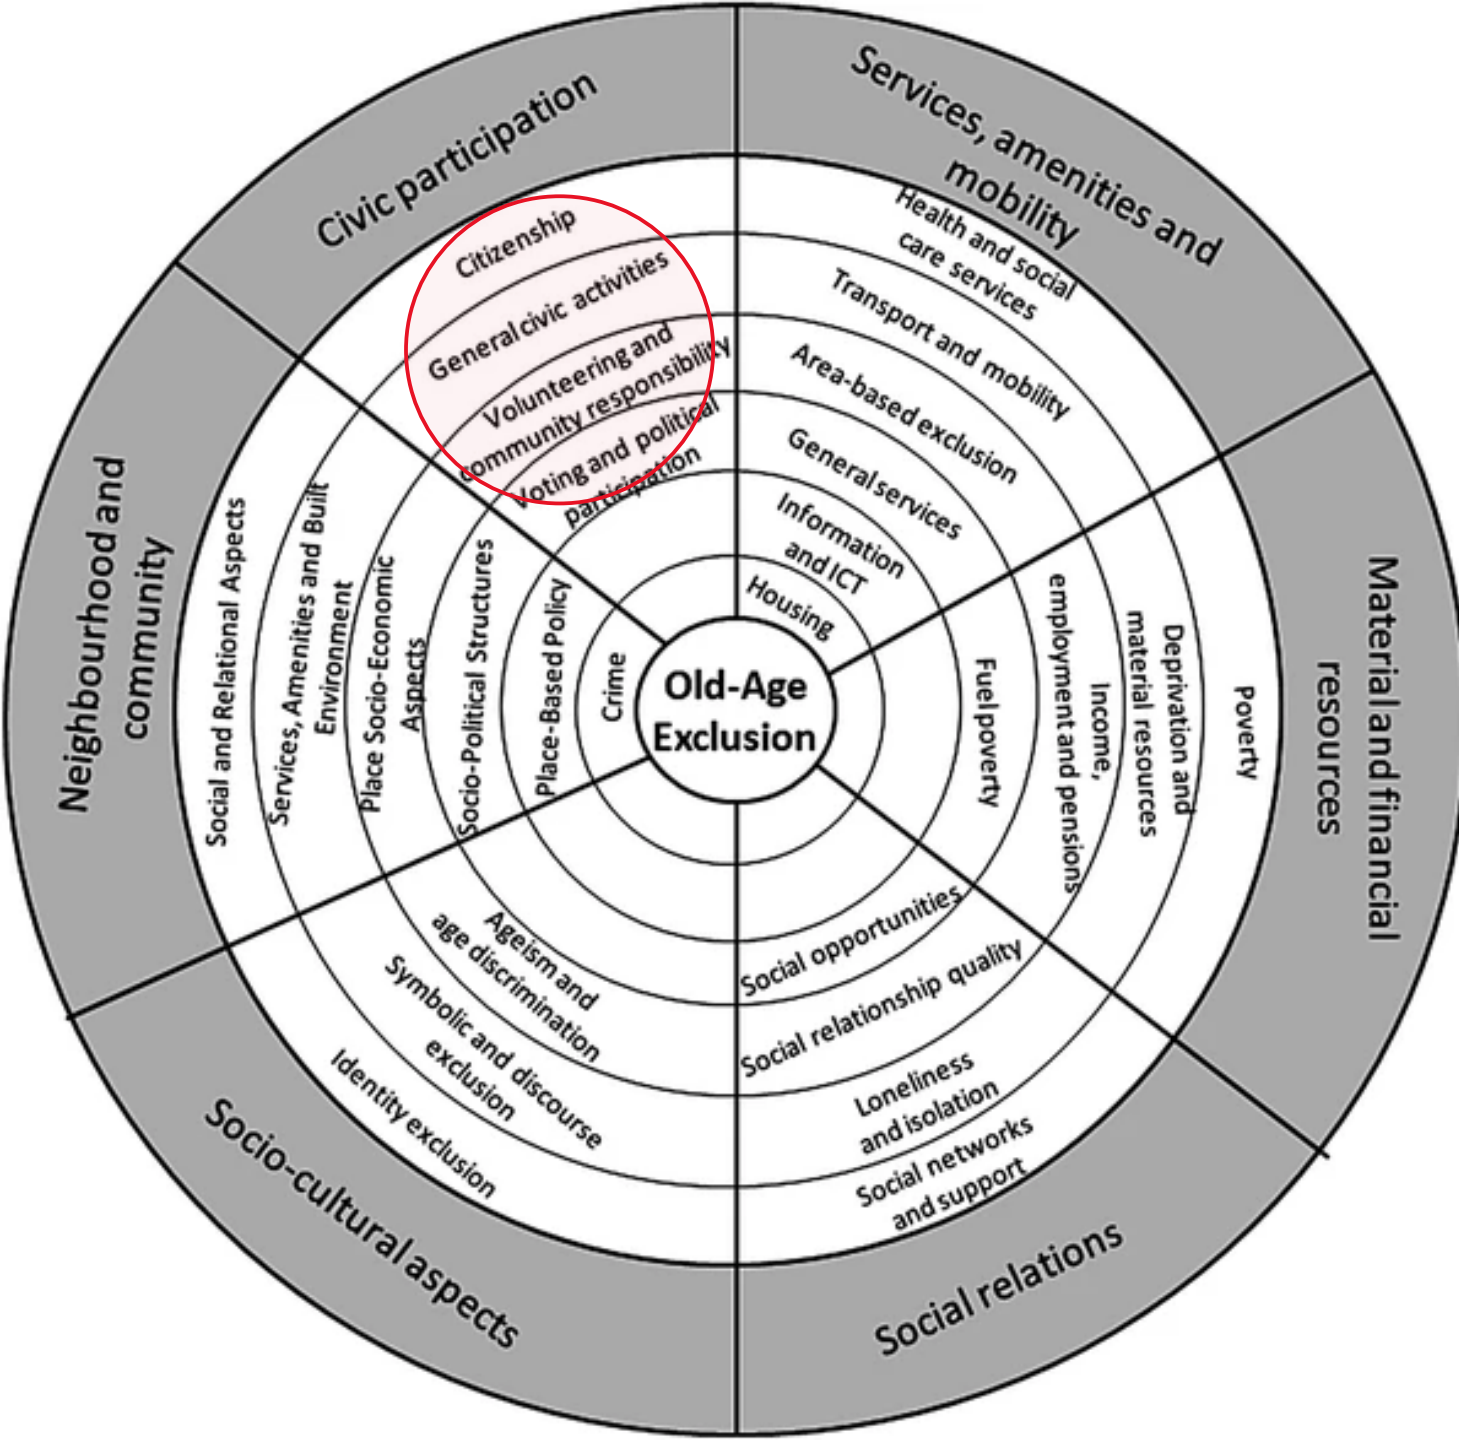 Civic participation
Citizenship
General civic activities
Volunteering and
community responsibility
Voting and political
participation
Services, amenities and
mobility
Health and social
care services
Transport and mobility
Area-based exclusion
General services
Information
and ICT
Housing
Material and financial
resources
Poverty
Deprivation and
material resources
Income,
employment and pensions
Fuel poverty
Social relations
Social opportunities
Social relationship quality
Loneliness
and isolation
Social networks
and support
Socio-cultural aspects
Ageism and
age discrimination
Symbolic and discourse
exclusion
Identity exclusion
Neighbourhood and
community
Social and Relational Aspects
Services, Amenities and Built
Environment
Place Socio-Economic
Aspects
Socio-Political Structures
Place-Based Policy
Crime
Old-Age
Exclusion